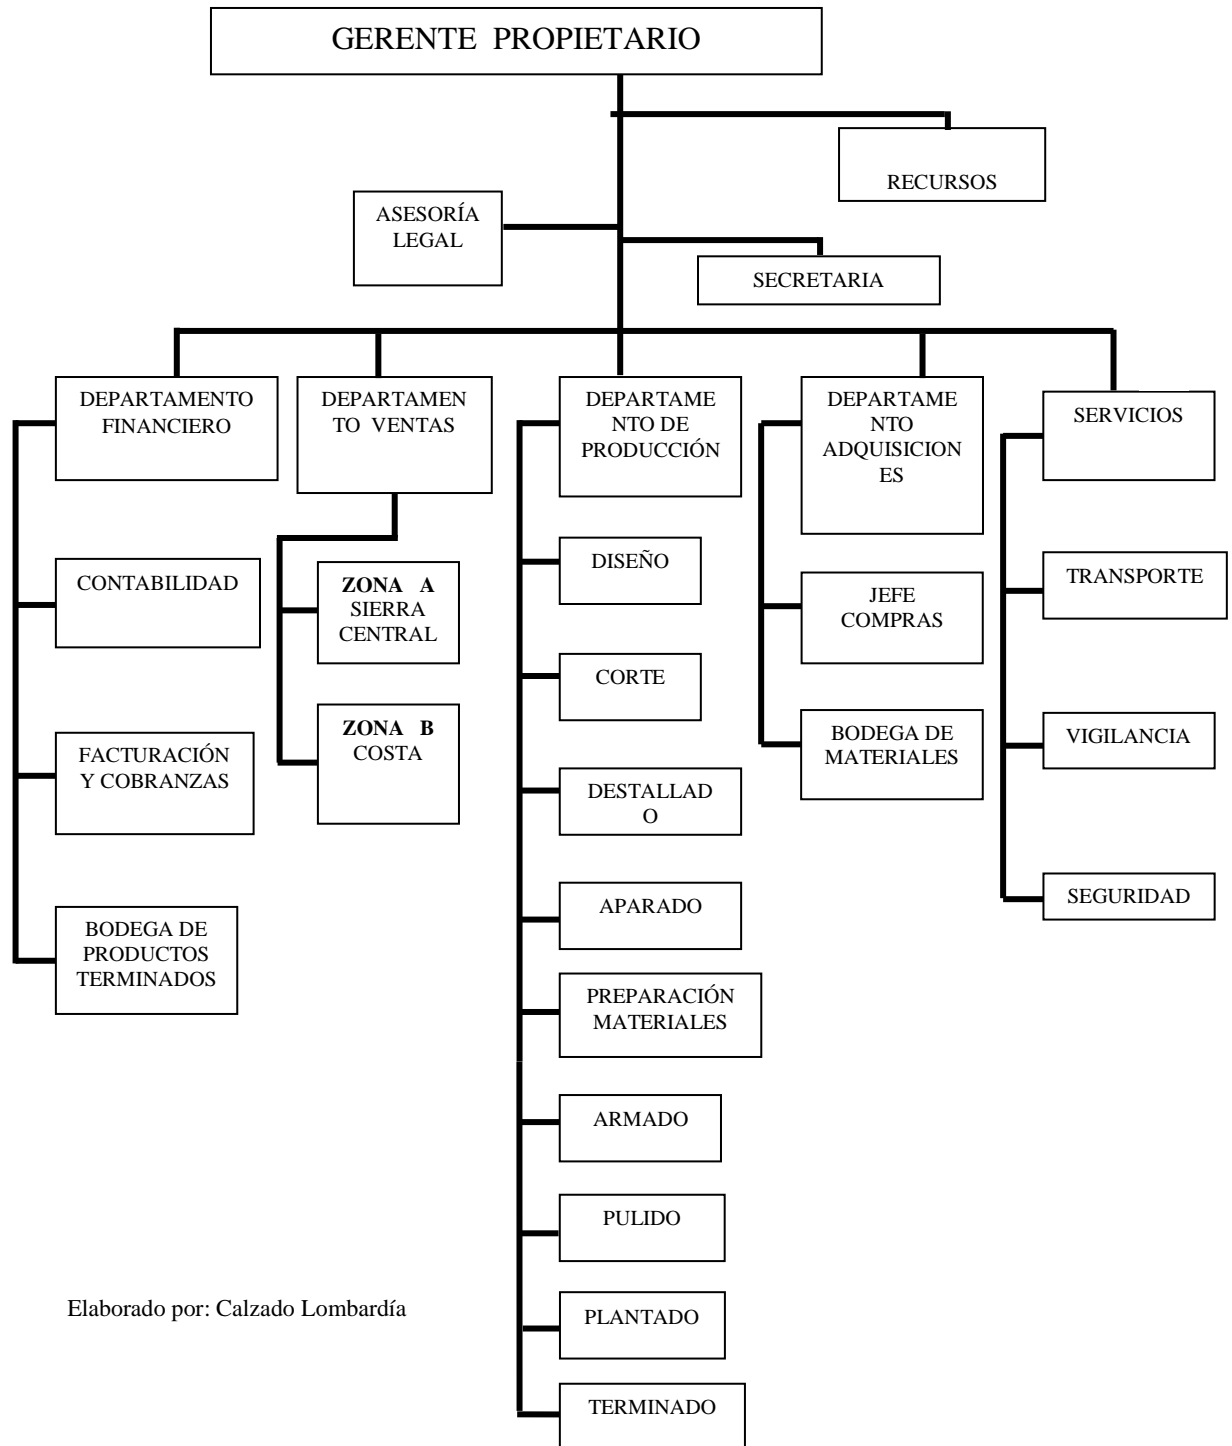 GERENTE PROPIETARIO
RECURSOS
ASESORÍA
LEGAL
SECRETARIA
DEPARTAMENTO
FINANCIERO
CONTABILIDAD
FACTURACIÓN
Y COBRANZAS
BODEGA DE
PRODUCTOS
TERMINADOS
DEPARTAMEN
TO VENTAS
ZONA A
SIERRA
CENTRAL
ZONA B
COSTA
DEPARTAME
NTO DE
PRODUCCIÓN
DISEÑO
CORTE
DESTALLAD
O
APARADO
PREPARACIÓN
MATERIALES
ARMADO
PULIDO
PLANTADO
TERMINADO
DEPARTAME
NTO
ADQUISICION
ES
JEFE
COMPRAS
BODEGA DE
MATERIALES
SERVICIOS
TRANSPORTE
VIGILANCIA
SEGURIDAD
Elaborado por: Calzado Lombardía